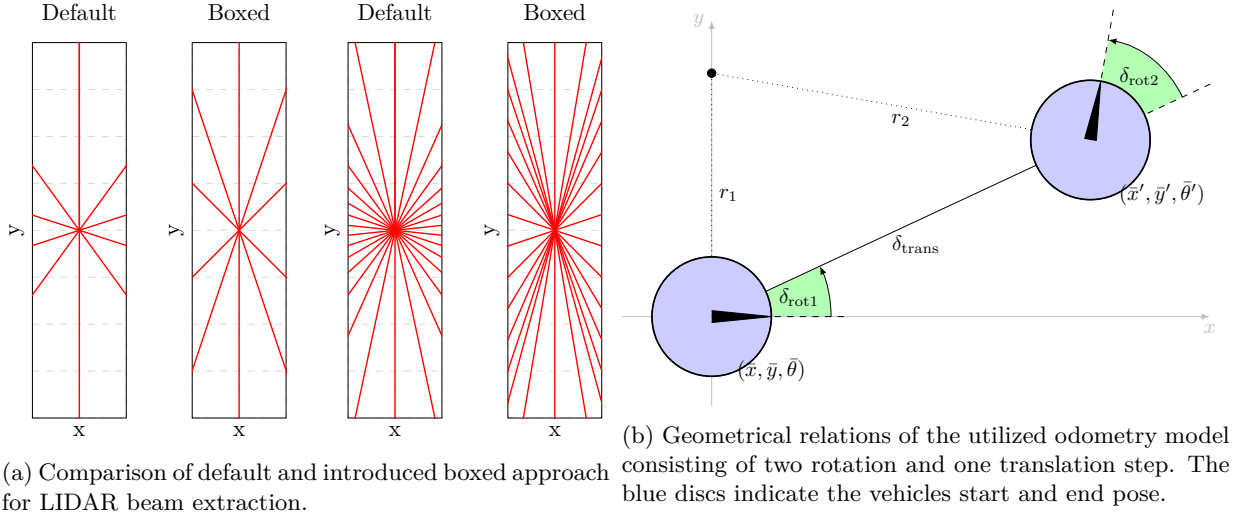 Default
Boxed
Default
Boxed
y
y
y
y
x
x
x
x
(a) Comparison of default and introduced boxed approach
for LIDAR beam extraction.
y
δrot2
r2
(x̄′, ȳ′, θ̄′)
r1
δtrans
δrot1
x
(x̄, ȳ, θ̄)
(b) Geometrical relations of the utilized odometry model
consisting of two rotation and one translation step. The
blue discs indicate the vehicles start and end pose.